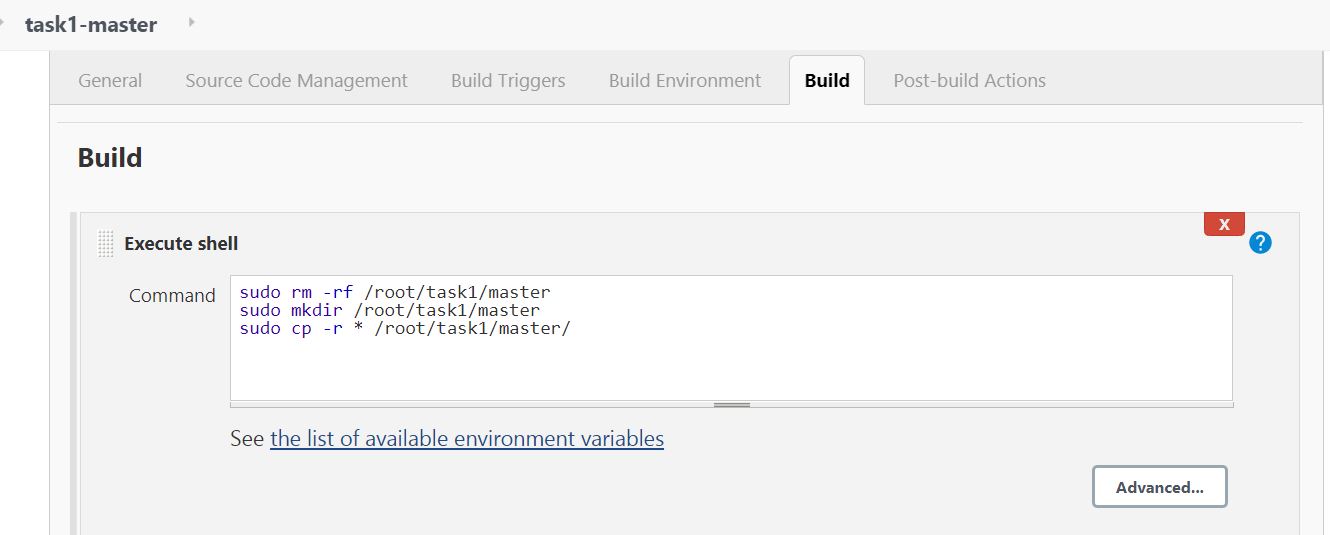 task1-master
General Source Code Management Build Triggers Build Environment Build Post-build Actions
Build
X
Execute shell
?
Command
sudo rm -rf /root/task1/master
sudo mkdir /root/task1/master
sudo cp -r * /root/task1/master/
See the list of available environment variables
Advanced...